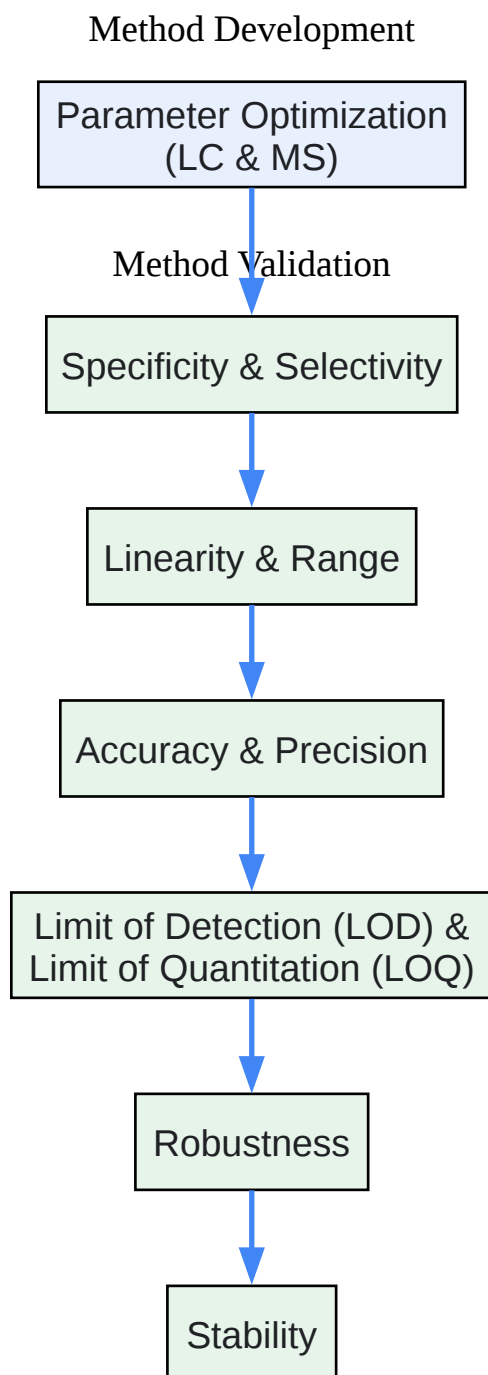 Method Development
Parameter Optimization
(LC & MS)
Method Validation
Specificity & Selectivity
Linearity & Range
Accuracy & Precision
Limit of Detection (LOD) &
Limit of Quantitation (LOQ)
Robustness
Stability